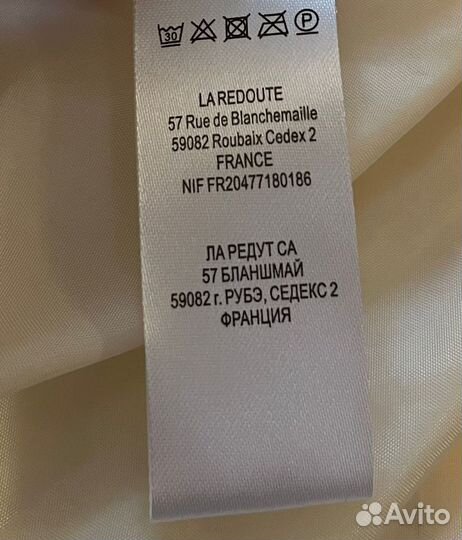 30
P
LA REDOUTE
57 Rue de Blanchemaille
59082 Roubaix Cedex 2
FRANCE
NIF FR20477180186
ЛА РЕДУТ СА
57 БЛАНШМАЙ
59082 г. РУБЭ, СЕДЕКС 2
ФРАНЦИЯ
Avito